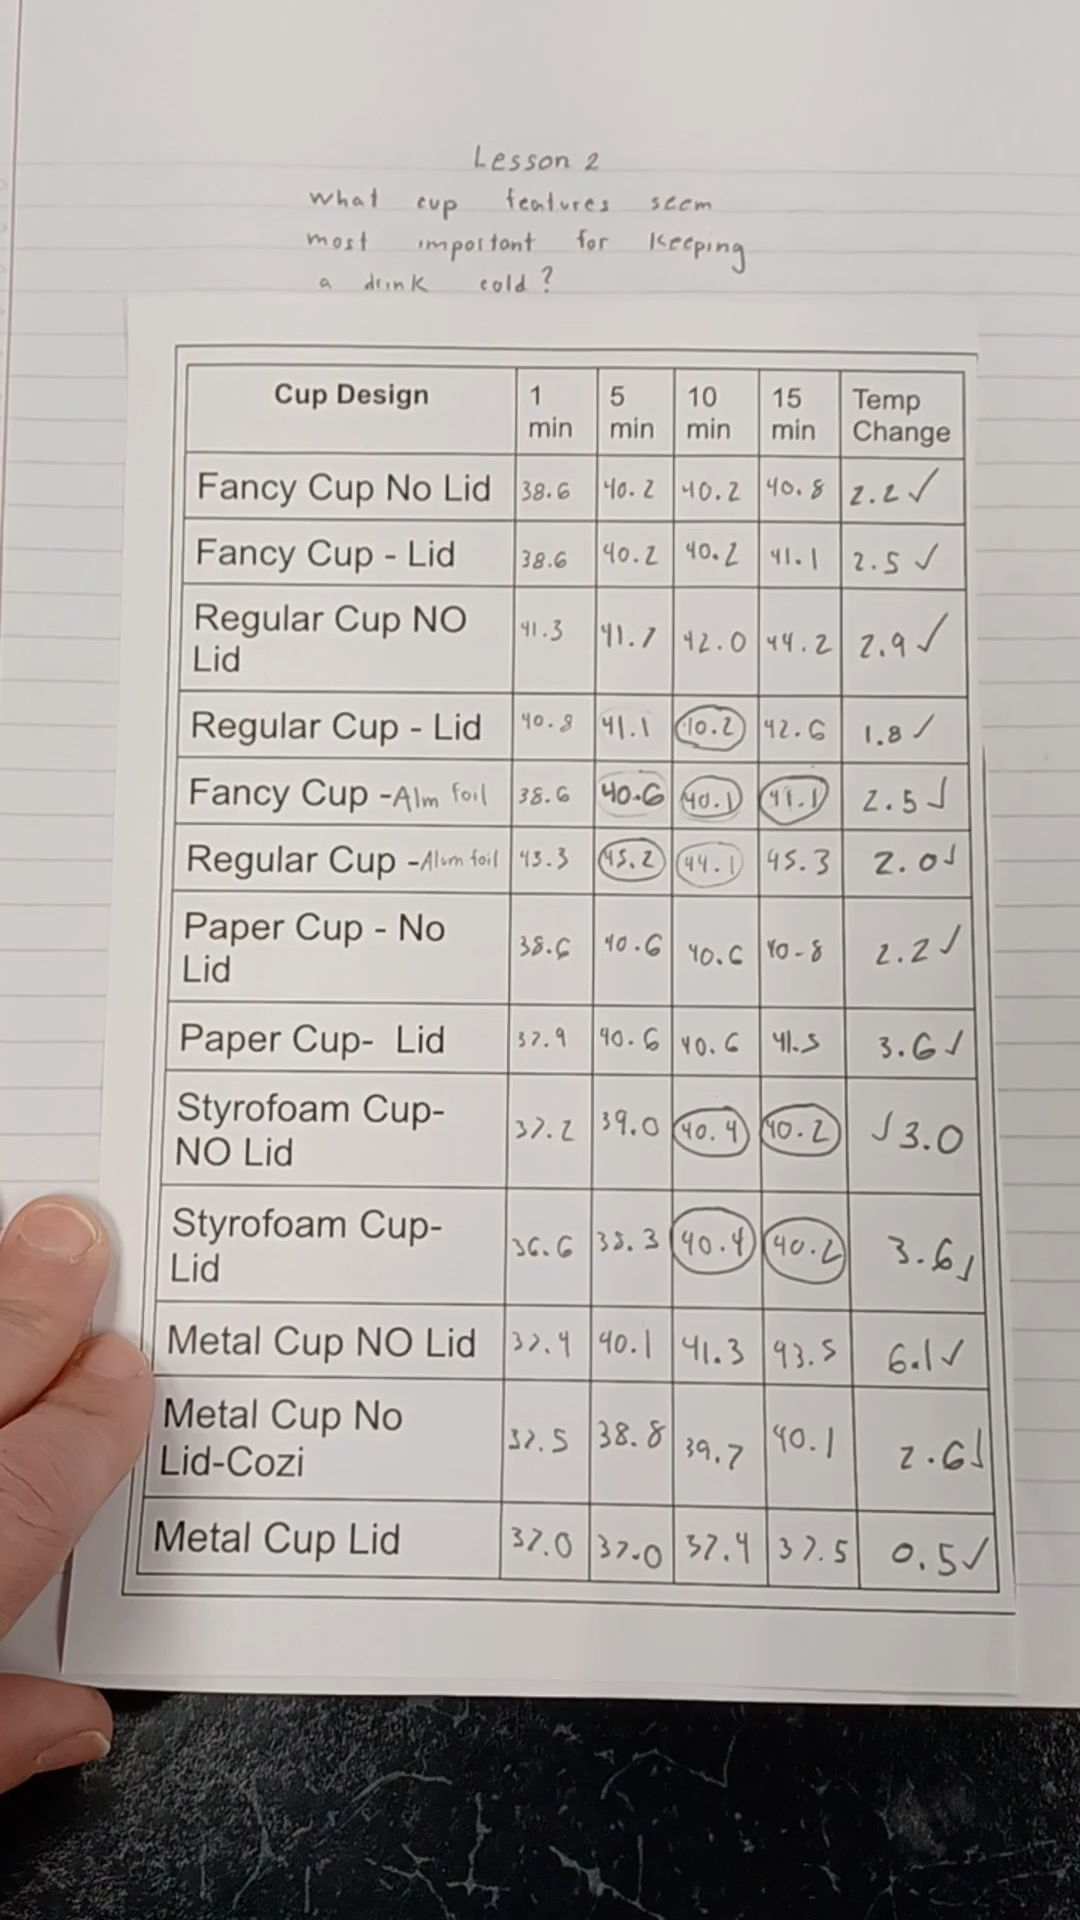 Lesson 2
what cup features seem
most important for keeping
a drink cold?
Cup Design 1 min 5 min 10 min 15 min Temp Change
Fancy Cup No Lid 38.6 40.2 40.2 40.8 2.2 ✓
Fancy Cup - Lid 38.6 40.2 40.2 41.1 2.5 ✓
Regular Cup NO Lid 41.3 41.7 42.0 44.2 2.9 ✓
Regular Cup - Lid 40.8 41.1 40.2 42.6 1.8 ✓
Fancy Cup - Alm foil 38.6 40.6 40.1 41.1 2.5 ✓
Regular Cup - Alum foil 43.3 45.2 44.1 45.3 2.0 ✓
Paper Cup - No Lid 38.6 40.6 40.6 40.8 2.2 ✓
Paper Cup- Lid 37.9 40.6 40.6 41.5 3.6 ✓
Styrofoam Cup- NO Lid 37.2 39.0 40.4 40.2 ✓ 3.0
Styrofoam Cup- Lid 36.6 38.3 40.4 40.2 3.6 ✓
Metal Cup NO Lid 37.4 40.1 41.3 43.5 6.1 ✓
Metal Cup No Lid-Cozi 37.5 38.8 39.7 40.1 2.6 ✓
Metal Cup Lid 37.0 37.0 37.4 37.5 0.5 ✓